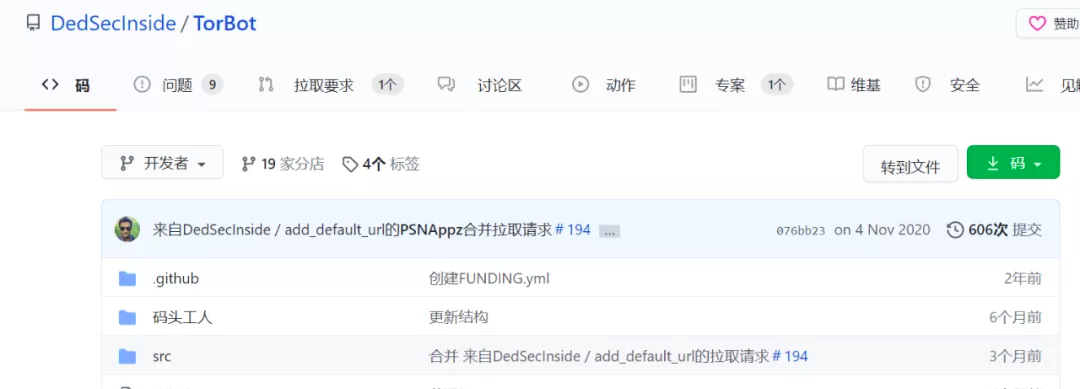 DedSecInside / TorBot
赞助
码 问题 9 拉取要求 1个 讨论区 动作 专案 1个 维基 安全 见解
开发者 19 家分店 4个 标签 转到文件 码
来自DedSecInside / add_default_url的PSNAppz合并拉取请求 # 194 ... 076bb23 on 4 Nov 2020 606次 提交
.github 创建FUNDING.yml 2年前
码头工人 更新结构 6个月前
src 合并 来自DedSecInside / add_default_url的拉取请求 # 194 3个月前